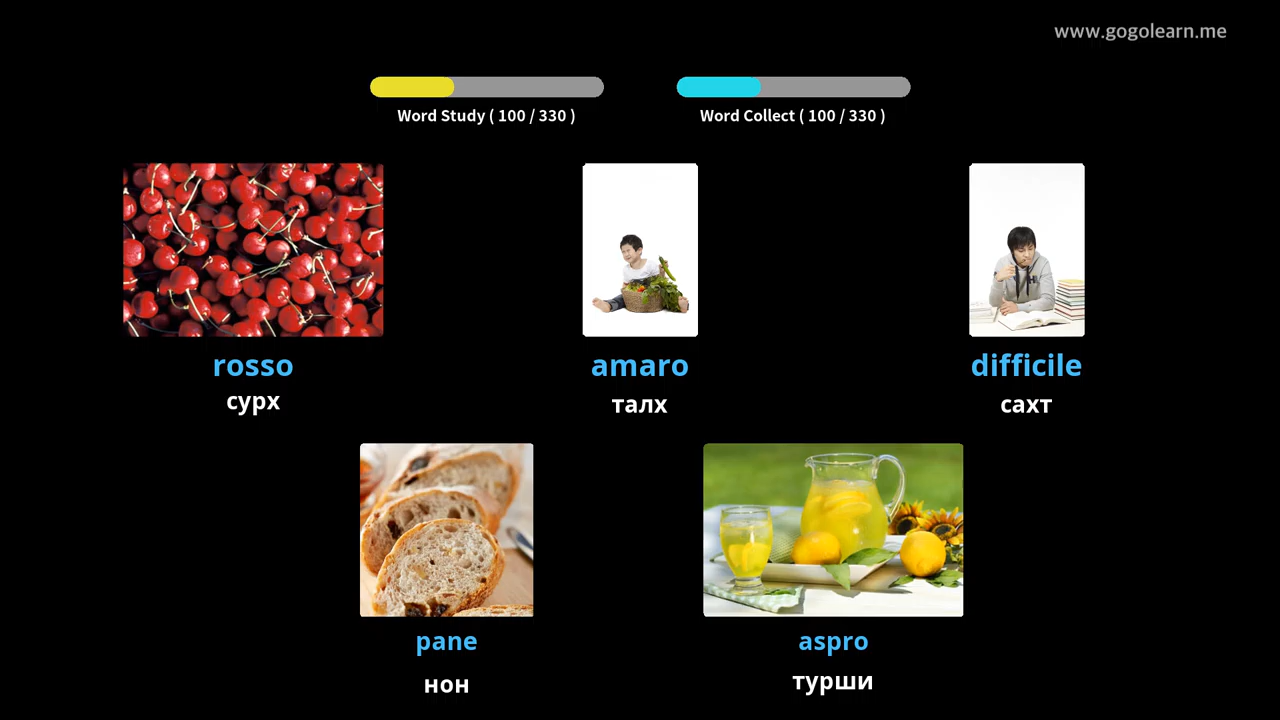 www.gogolearn.me
Word Study ( 100 / 330 )
Word Collect ( 100 / 330 )
rosso
сурх
amaro
талх
difficile
сахт
pane
нон
aspro
турши